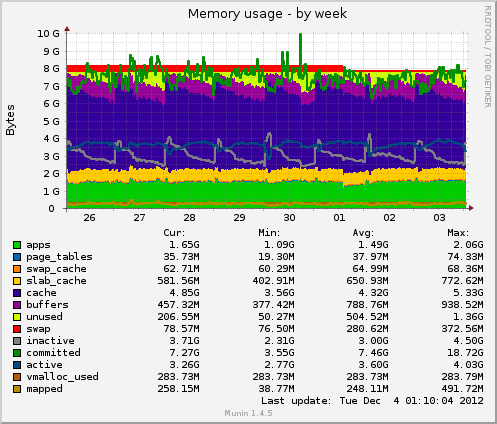 Memory usage - by week
RRDTOOL / TOBI OETIKER
Bytes
10 G
9 G
8 G
7 G
6 G
5 G
4 G
3 G
2 G
1 G
0
26 27 28 29 30 01 02 03
Cur: Min: Avg: Max:
apps 1.65G 1.09G 1.49G 2.06G
page_tables 35.73M 19.30M 37.97M 74.33M
swap_cache 62.71M 60.29M 64.99M 68.36M
slab_cache 581.56M 402.91M 650.93M 772.62M
cache 4.85G 3.56G 4.32G 5.33G
buffers 457.32M 377.42M 788.76M 938.52M
unused 206.55M 50.27M 504.52M 1.36G
swap 78.57M 76.50M 280.62M 372.56M
inactive 3.71G 2.31G 3.00G 4.50G
committed 7.27G 3.55G 7.46G 18.72G
active 3.26G 2.77G 3.60G 4.03G
vmalloc_used 283.73M 283.73M 283.73M 283.79M
mapped 258.15M 38.77M 248.11M 491.72M
Last update: Tue Dec 4 01:10:04 2012
Munin 1.4.5